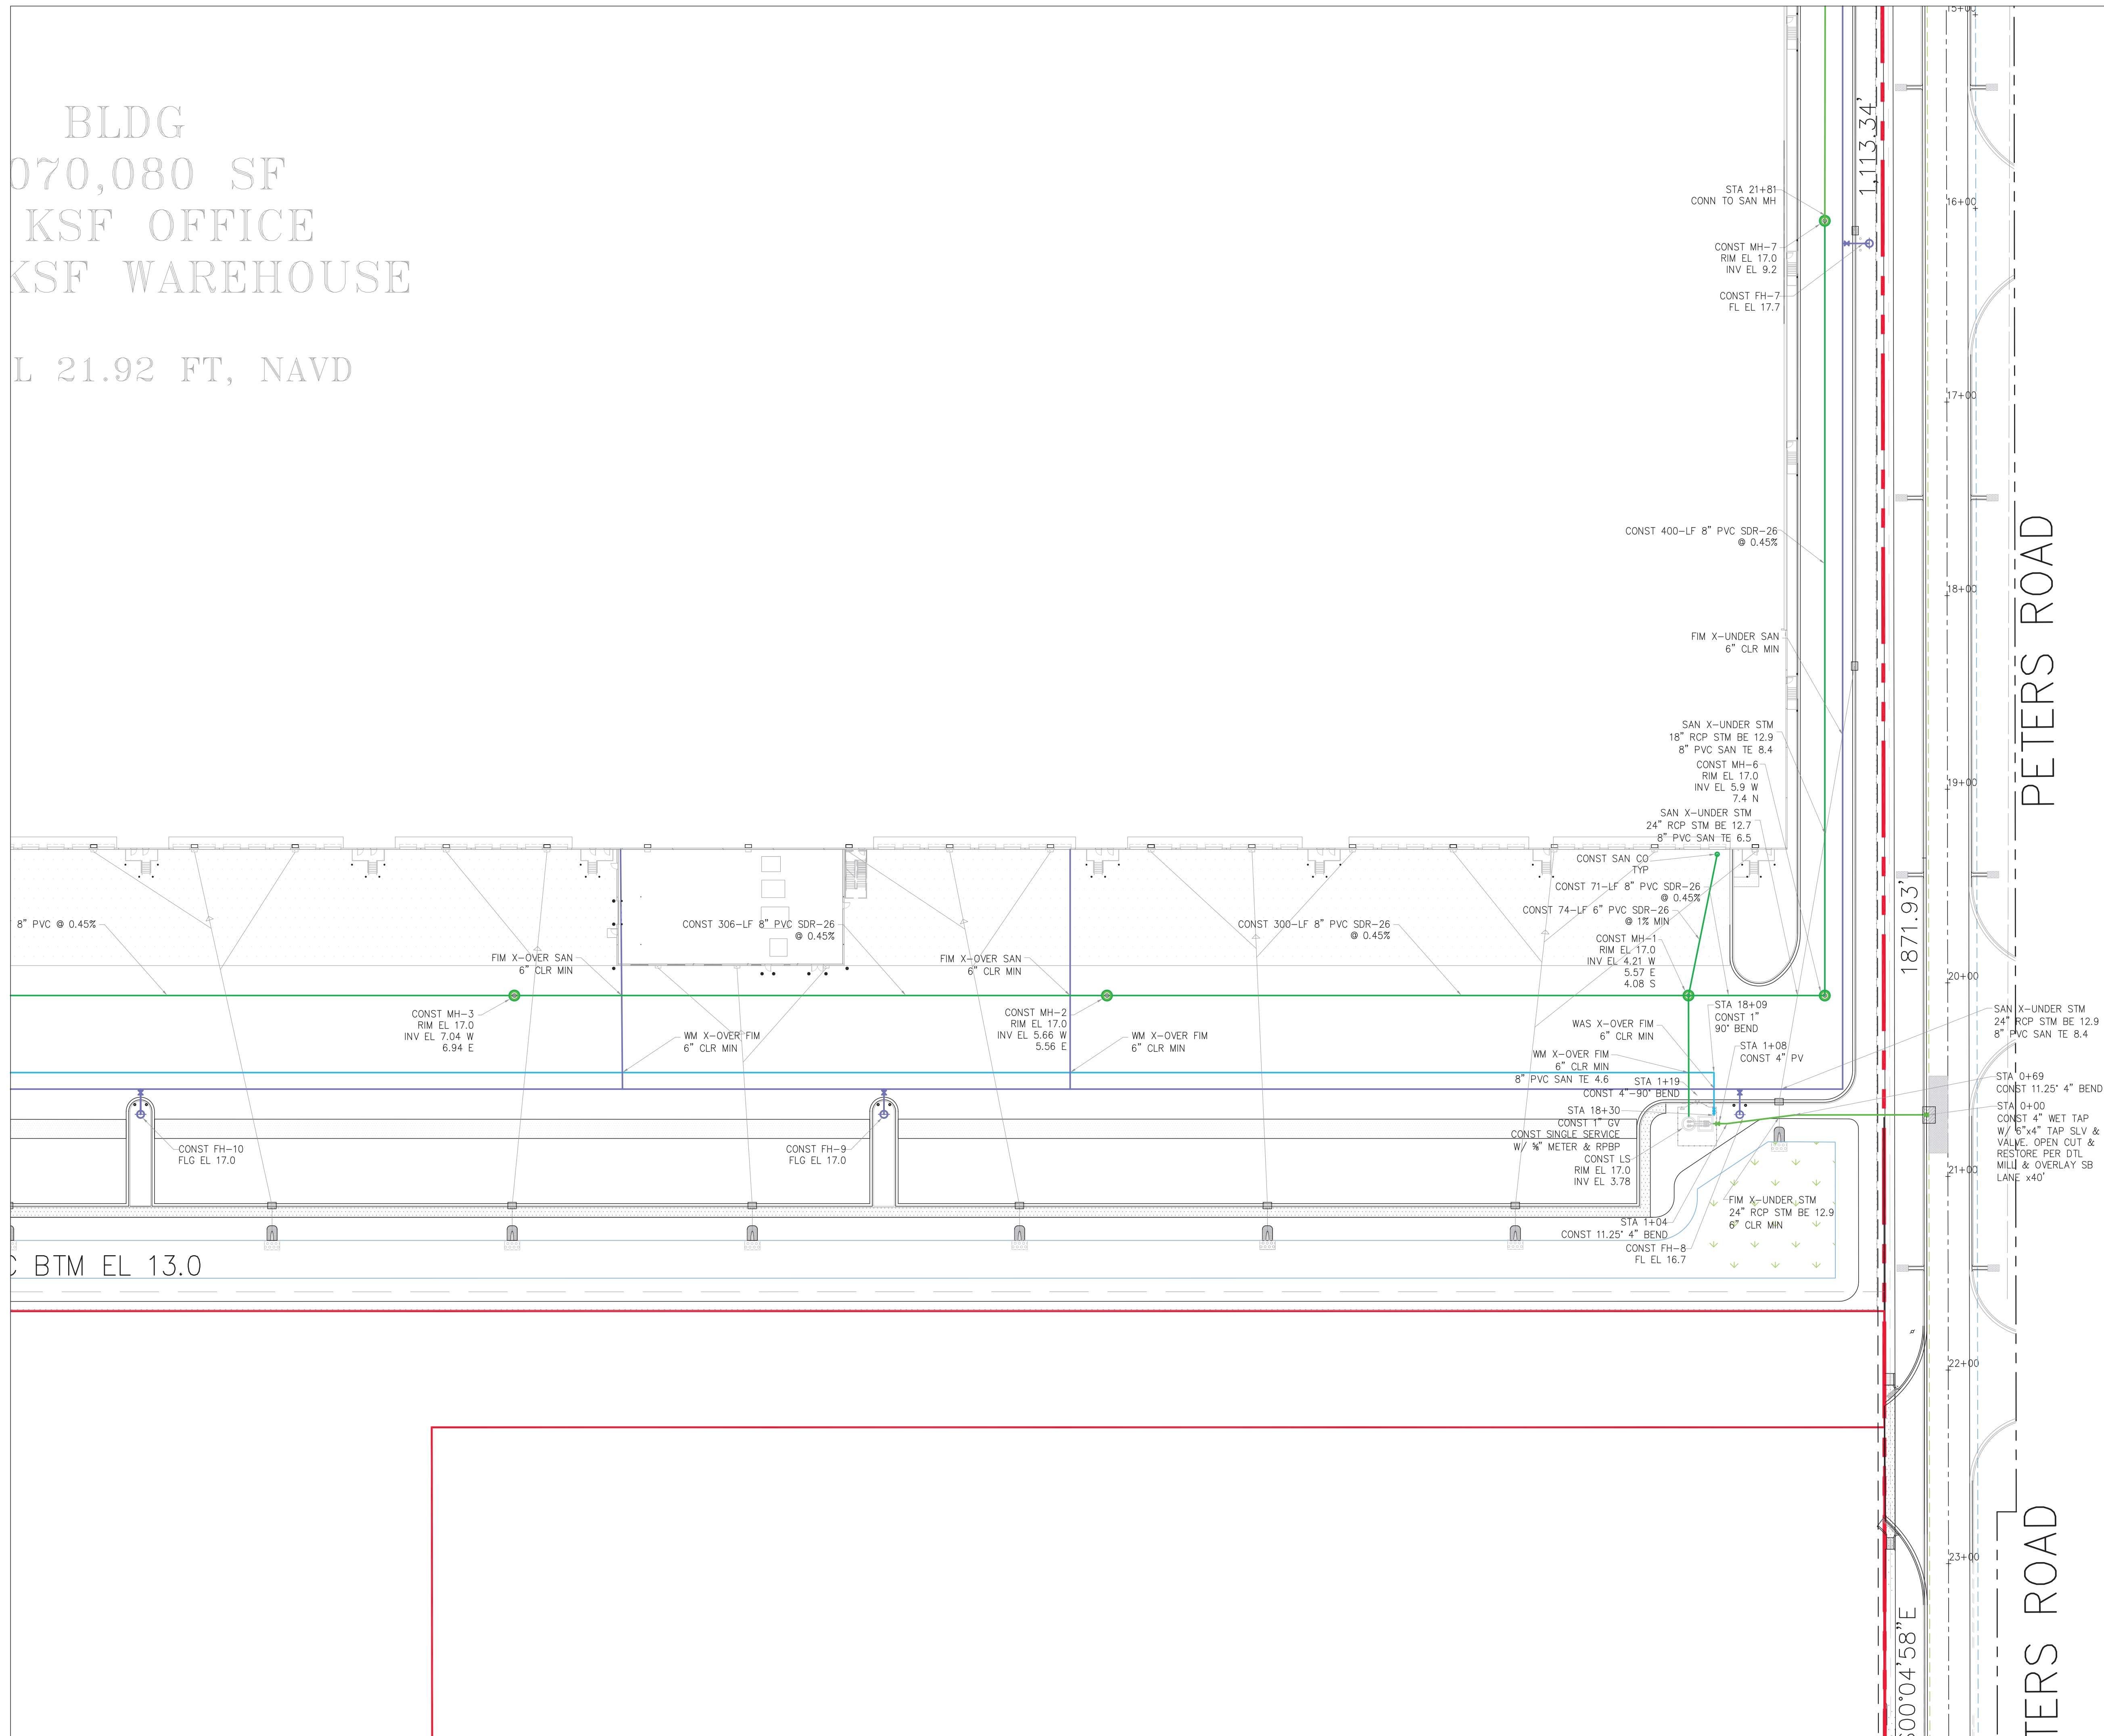 BLDG
070,080 SF
KSF OFFICE
KSF WAREHOUSE
L 21.92 FT, NAVD
15+00
1,113.34'
STA 21+81
CONN TO SAN MH
16+00
CONST MH-7
RIM EL 17.0
INV EL 9.2
CONST FH-7
FL EL 17.7
17+00
CONST 400-LF 8" PVC SDR-26
@ 0.45%
PETERS ROAD
18+00
FIM X-UNDER SAN
6" CLR MIN
SAN X-UNDER STM
18" RCP STM BE 12.9
8" PVC SAN TE 8.4
CONST MH-6
RIM EL 17.0
INV EL 5.9 W
7.4 N
19+00
SAN X-UNDER STM
24" RCP STM BE 12.7
8" PVC SAN TE 6.5
CONST SAN CO
TYP
CONST 71-LF 8" PVC SDR-26
@ 0.45%
CONST 74-LF 6" PVC SDR-26
@ 1% MIN
1871.93'
8" PVC @ 0.45%
CONST 306-LF 8" PVC SDR-26
@ 0.45%
CONST 300-LF 8" PVC SDR-26
@ 0.45%
CONST MH-1
RIM EL 17.0
INV EL 4.21 W
5.57 E
4.08 S
FIM X-OVER SAN
6" CLR MIN
FIM X-OVER SAN
6" CLR MIN
20+00
CONST MH-3
RIM EL 17.0
INV EL 7.04 W
6.94 E
CONST MH-2
RIM EL 17.0
INV EL 5.66 W
5.56 E
STA 18+09
CONST 1"
90° BEND
SAN X-UNDER STM
24" RCP STM BE 12.9
8" PVC SAN TE 8.4
WM X-OVER FIM
6" CLR MIN
WM X-OVER FIM
6" CLR MIN
WAS X-OVER FIM
6" CLR MIN
STA 1+08
CONST 4" PV
WM X-OVER FIM
6" CLR MIN
8" PVC SAN TE 4.6
STA 1+19
CONST 4"-90° BEND
STA 0+69
CONST 11.25° 4" BEND
STA 0+00
CONST 4" WET TAP
W/ 6"x4" TAP SLV &
VALVE. OPEN CUT &
RESTORE PER DTL
MILL & OVERLAY SB
LANE x40'
STA 18+30
CONST 1" GV
CONST SINGLE SERVICE
W/ ⅝" METER & RPBP
CONST LS
RIM EL 17.0
INV EL 3.78
CONST FH-10
FLG EL 17.0
CONST FH-9
FLG EL 17.0
21+00
FIM X-UNDER STM
24" RCP STM BE 12.9
6" CLR MIN
STA 1+04
CONST 11.25° 4" BEND
CONST FH-8
FL EL 16.7
C BTM EL 13.0
22+00
23+00
S00°04'58"E
TERS ROAD